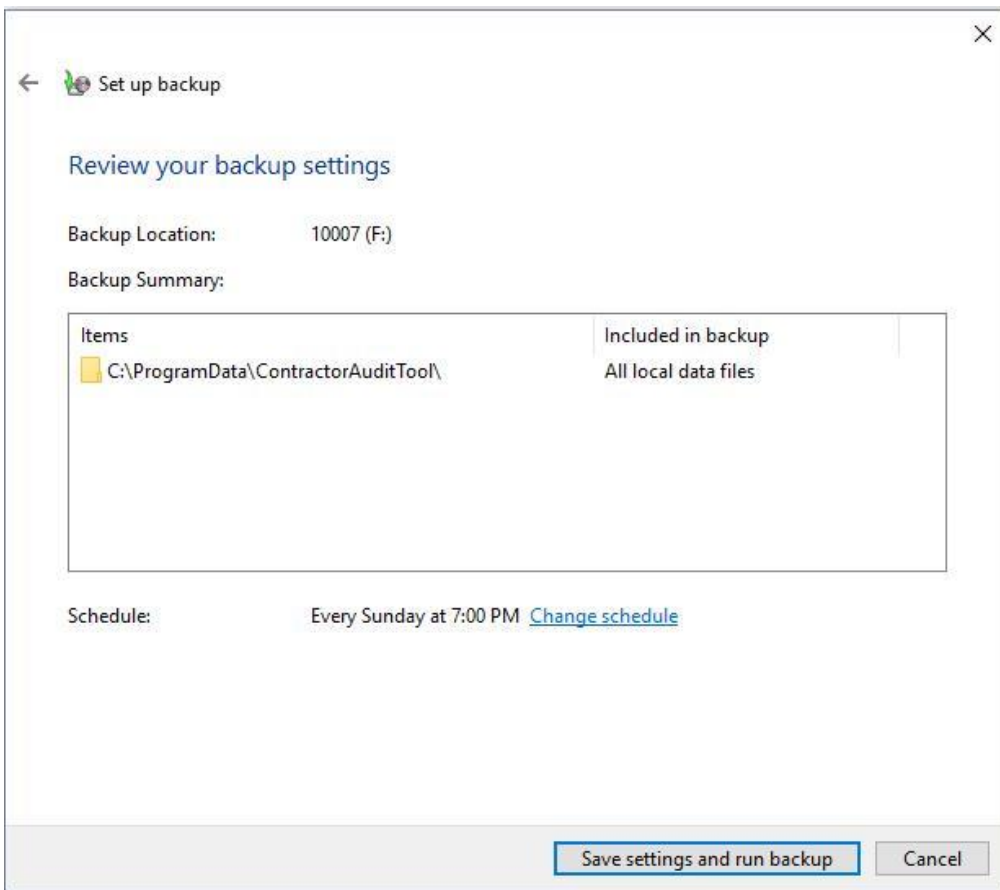 Set up backup
Review your backup settings
Backup Location: 10007 (F:)
Backup Summary:
Items Included in backup
C:\ProgramData\ContractorAuditTool\ All local data files
Schedule: Every Sunday at 7:00 PM Change schedule
Save settings and run backup Cancel